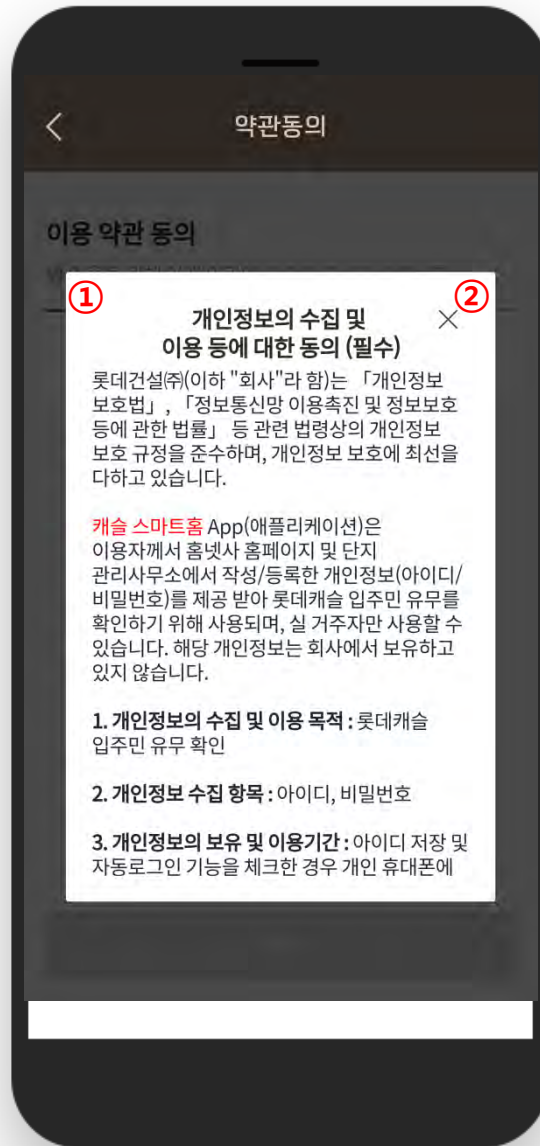 약관동의
이용 약관 동의
① ②
개인정보의 수집 및
이용 등에 대한 동의 (필수)
롯데건설㈜(이하 "회사"라 함)는 「개인정보
보호법」, 「정보통신망 이용촉진 및 정보보호
등에 관한 법률」 등 관련 법령상의 개인정보
보호 규정을 준수하며, 개인정보 보호에 최선을
다하고 있습니다.
캐슬 스마트홈 App(애플리케이션)은
이용자께서 홈넷사 홈페이지 및 단지
관리사무소에서 작성/등록한 개인정보(아이디/
비밀번호)를 제공 받아 롯데캐슬 입주민 유무를
확인하기 위해 사용되며, 실 거주자만 사용할 수
있습니다. 해당 개인정보는 회사에서 보유하고
있지 않습니다.
1. 개인정보의 수집 및 이용 목적 : 롯데캐슬
입주민 유무 확인
2. 개인정보 수집 항목 : 아이디, 비밀번호
3. 개인정보의 보유 및 이용기간 : 아이디 저장 및
자동로그인 기능을 체크한 경우 개인 휴대폰에